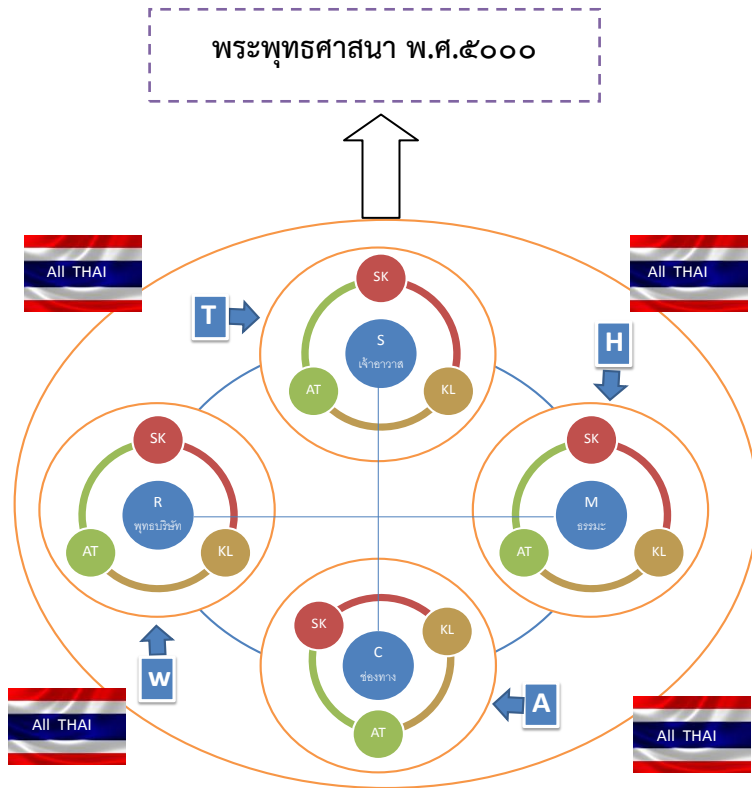 พระพุทธศาสนา พ.ศ.๕๐๐๐
All THAI
All THAI
SK
T
S
เจ้าอาวาส
H
AT
KL
SK
SK
R
พุทธบริษัท
M
ธรรมะ
AT
KL
AT
KL
SK
KL
C
ช่องทาง
w
A
AT
All THAI
All THAI